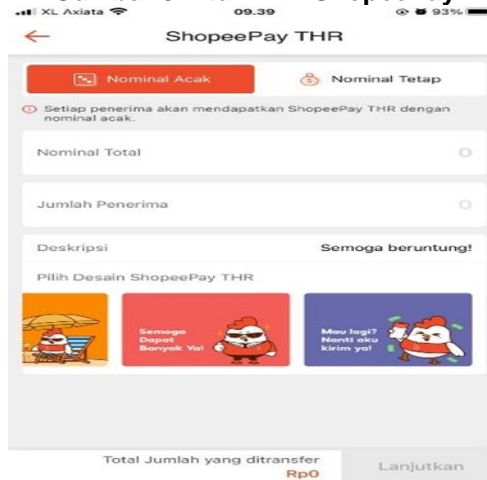 XL Axiata 09.39 93%
ShopeePay THR
Nominal Acak Nominal Tetap
Setiap penerima akan mendapatkan ShopeePay THR dengan
nominal acak.
Nominal Total 0
Jumlah Penerima 0
Deskripsi Semoga beruntung!
Pilih Desain ShopeePay THR
Semoga
Dapat
Banyak Ya!
Mau lagi?
Nanti aku
kirim ya!
Total Jumlah yang ditransfer
Rp0
Lanjutkan